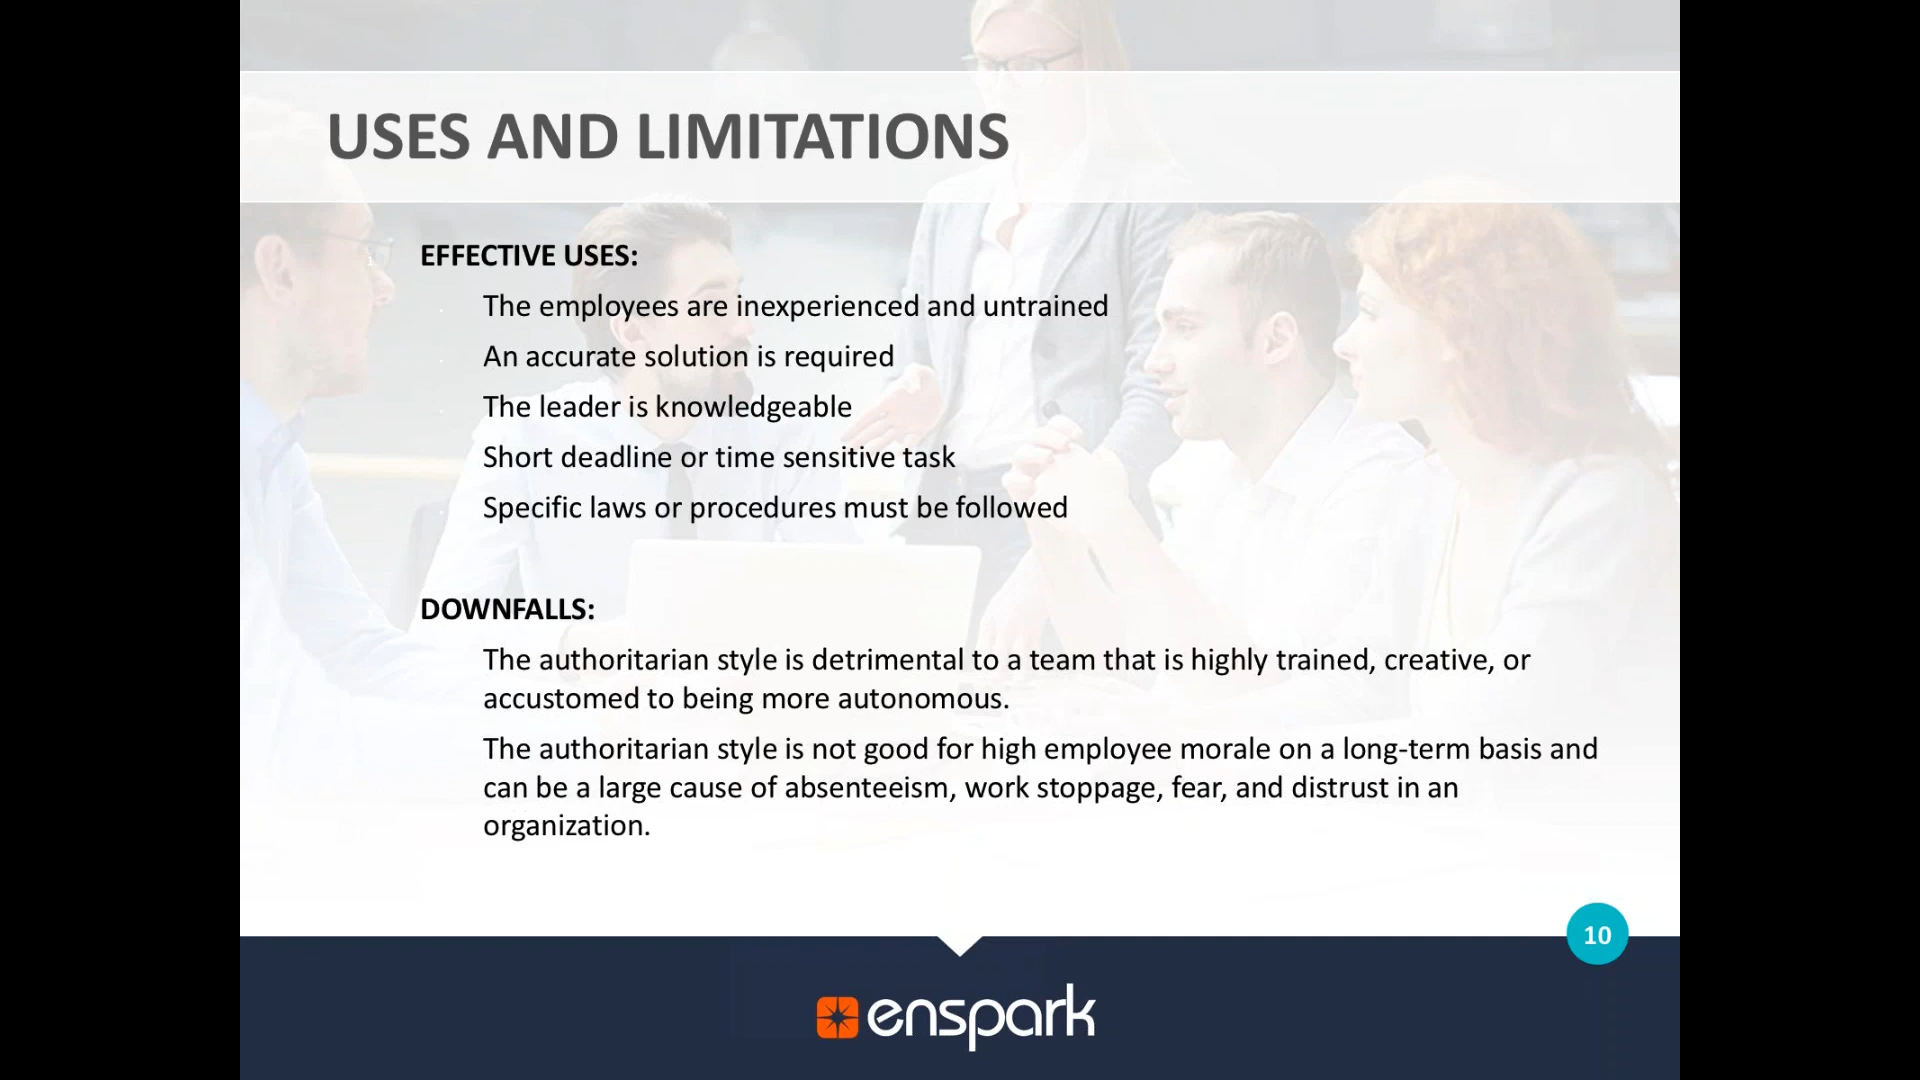 USES AND LIMITATIONS
EFFECTIVE USES:
The employees are inexperienced and untrained
An accurate solution is required
The leader is knowledgeable
Short deadline or time sensitive task
Specific laws or procedures must be followed
DOWNFALLS:
The authoritarian style is detrimental to a team that is highly trained, creative, or
accustomed to being more autonomous.
The authoritarian style is not good for high employee morale on a long-term basis and
can be a large cause of absenteeism, work stoppage, fear, and distrust in an
organization.
10
enspark